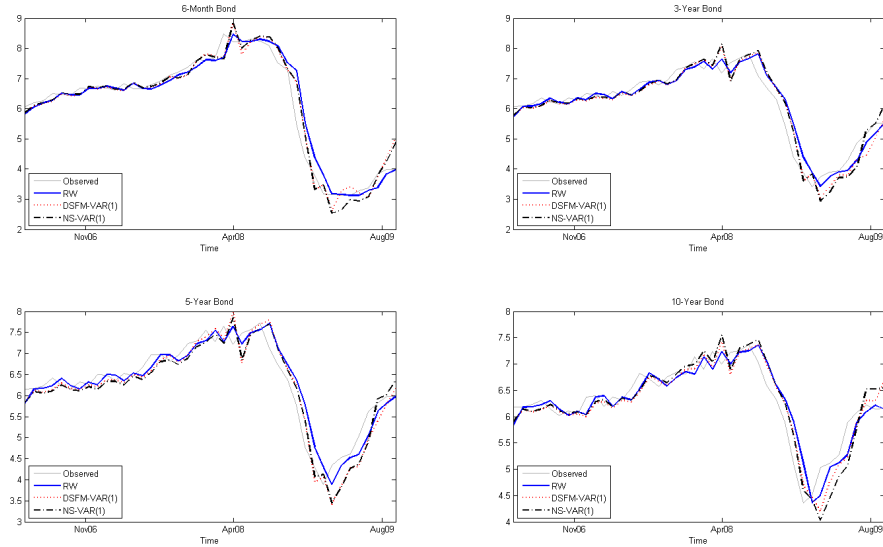 6-Month Bond
9
8
7
6
5
4
3
2
Observed
RW
DSFM-VAR(1)
NS-VAR(1)
Nov06
Apr08
Aug09
Time
3-Year Bond
9
8
7
6
5
4
3
2
Observed
RW
DSFM-VAR(1)
NS-VAR(1)
Nov06
Apr08
Aug09
Time
5-Year Bond
8
7.5
7
6.5
6
5.5
5
4.5
4
3.5
3
Observed
RW
DSFM-VAR(1)
NS-VAR(1)
Nov06
Apr08
Aug09
Time
10-Year Bond
8
7.5
7
6.5
6
5.5
5
4.5
4
Observed
RW
DSFM-VAR(1)
NS-VAR(1)
Nov06
Apr08
Aug09
Time